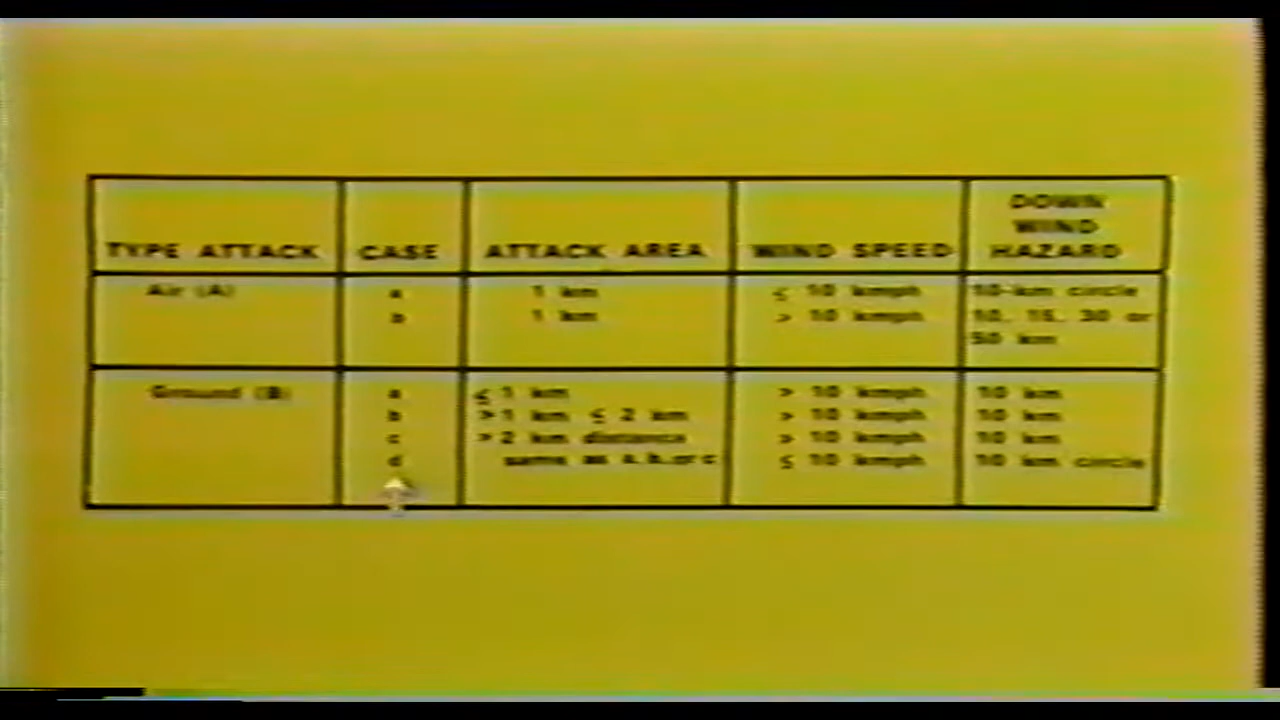 DOWN
WIND
TYPE ATTACK CASE ATTACK AREA WIND SPEED HAZARD
Air (A) a 1 km ≤ 10 kmph 10-km circle
b 1 km > 10 kmph 10, 15, 30 or
50 km
Ground (B) a ≤ 1 km > 10 kmph 10 km
b >1 km ≤ 2 km > 10 kmph 10 km
c >2 km distance > 10 kmph 10 km
d same as a,b,or c ≤ 10 kmph 10 km circle